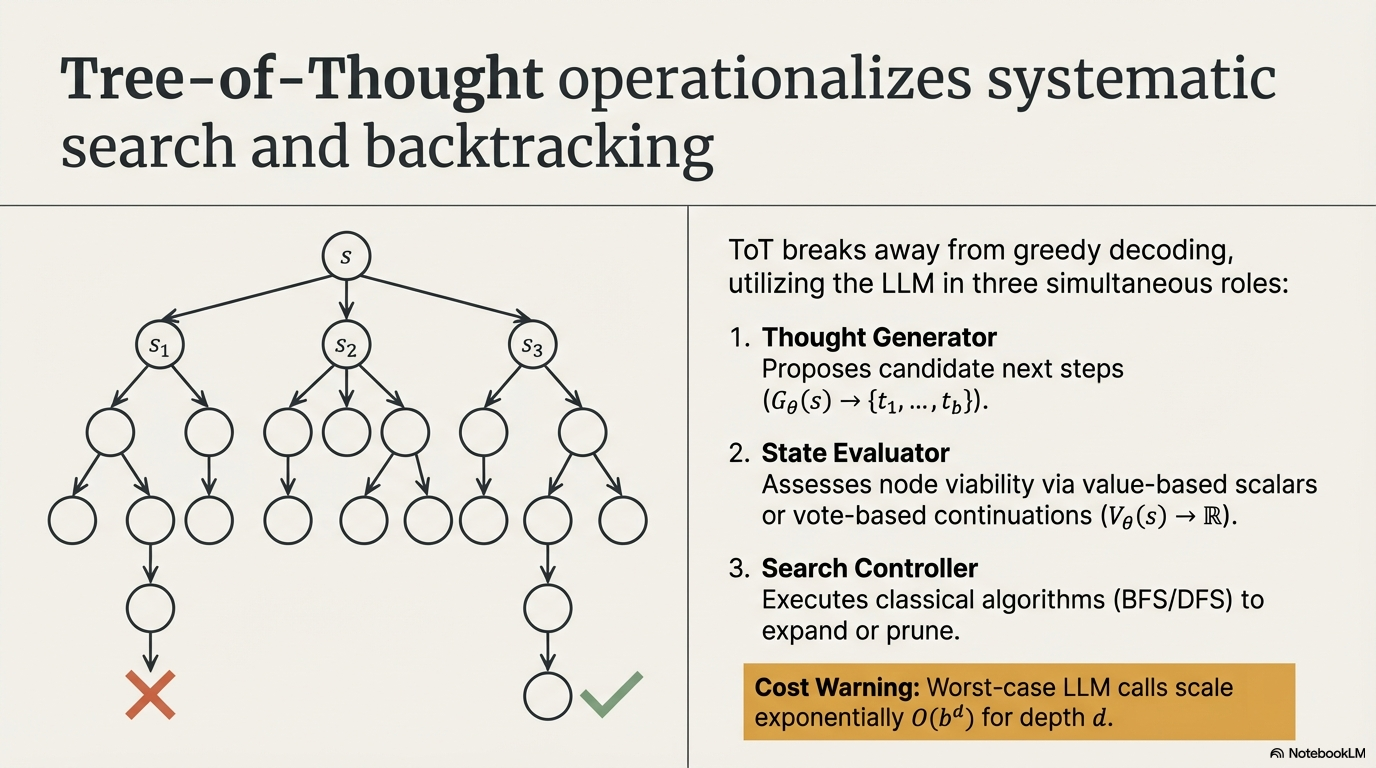 Tree-of-Thought operationalizes systematic
search and backtracking
s
s₁
s₂
s₃
ToT breaks away from greedy decoding,
utilizing the LLM in three simultaneous roles:
1. Thought Generator
Proposes candidate next steps
(G_θ(s) → {t₁, …, t_b}).
2. State Evaluator
Assesses node viability via value-based scalars
or vote-based continuations (V_θ(s) → ℝ).
3. Search Controller
Executes classical algorithms (BFS/DFS) to
expand or prune.
Cost Warning: Worst-case LLM calls scale
exponentially O(b^d) for depth d.
NotebookLM